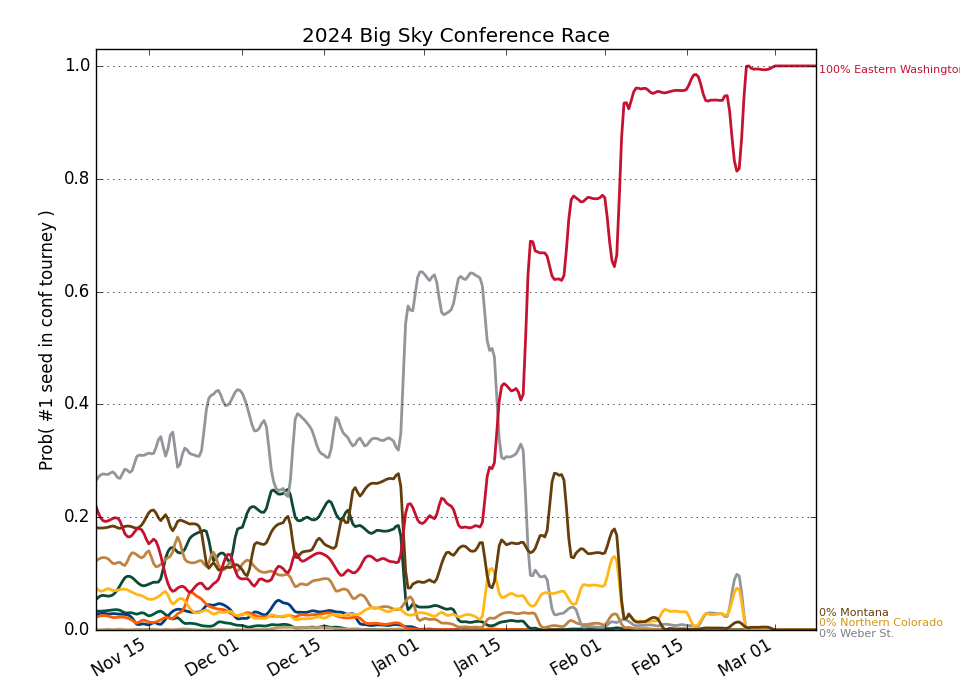 2024 Big Sky Conference Race
Prob( #1 seed in conf tourney )
1.0
0.8
0.6
0.4
0.2
0.0
Nov 15
Dec 01
Dec 15
Jan 01
Jan 15
Feb 01
Feb 15
Mar 01
100% Eastern Washington
0% Montana
0% Northern Colorado
0% Weber St.